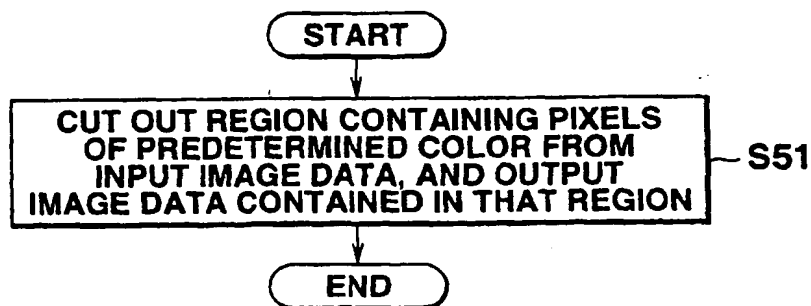 START
CUT OUT REGION CONTAINING PIXELS
OF PREDETERMINED COLOR FROM
INPUT IMAGE DATA, AND OUTPUT
IMAGE DATA CONTAINED IN THAT REGION
S51
END